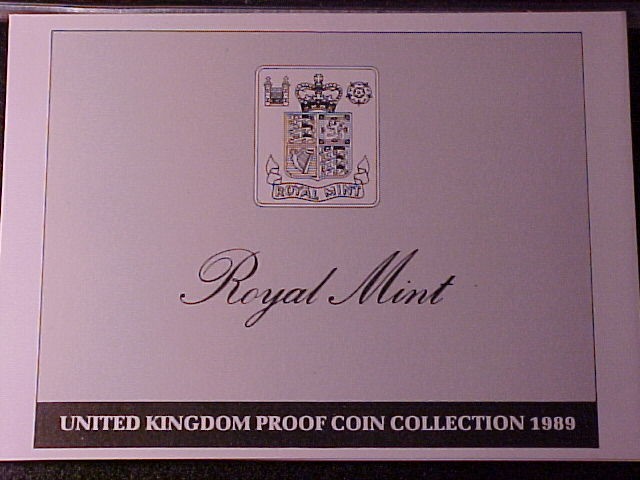 ROYAL MINT
Royal Mint
UNITED KINGDOM PROOF COIN COLLECTION 1989